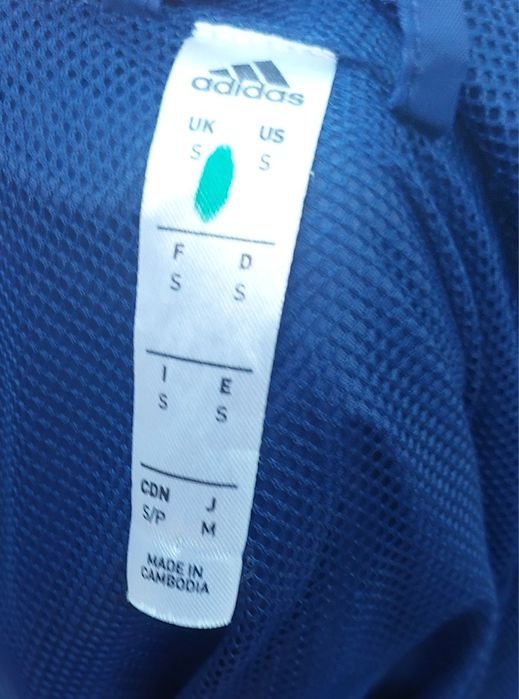 adidas
UK US
S S
F D
S S
I E
S S
CDN J
S/P M
MADE IN
CAMBODIA